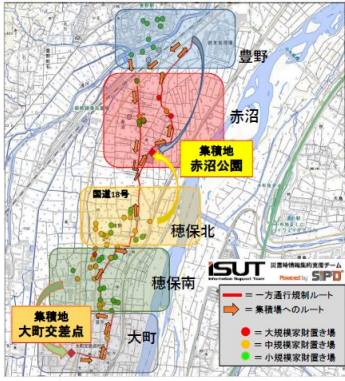 豊野
赤沼
集積地
赤沼公園
国道18号
穂保北
穂保南
集積地
大町交差点
大町
ISUT 災害時情報集約支援チーム
Information Support Team Powered by SIP4D
= 一方通行規制ルート
= 集積場へのルート
= 大規模家財置き場
= 中規模家財置き場
= 小規模家財置き場